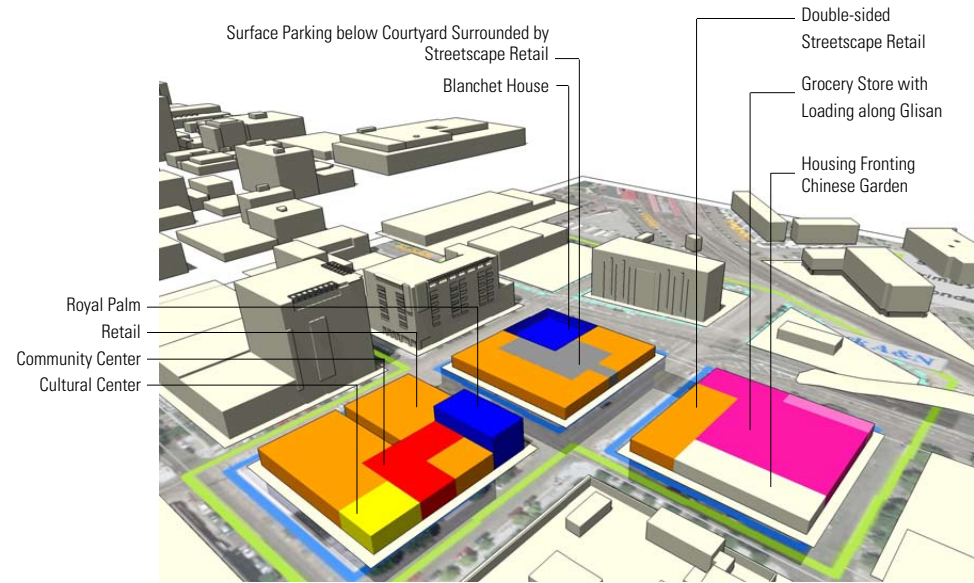 Surface Parking below Courtyard Surrounded by
Streetscape Retail
Blanchet House
Double-sided
Streetscape Retail
Grocery Store with
Loading along Glisan
Housing Fronting
Chinese Garden
Royal Palm
Retail
Community Center
Cultural Center